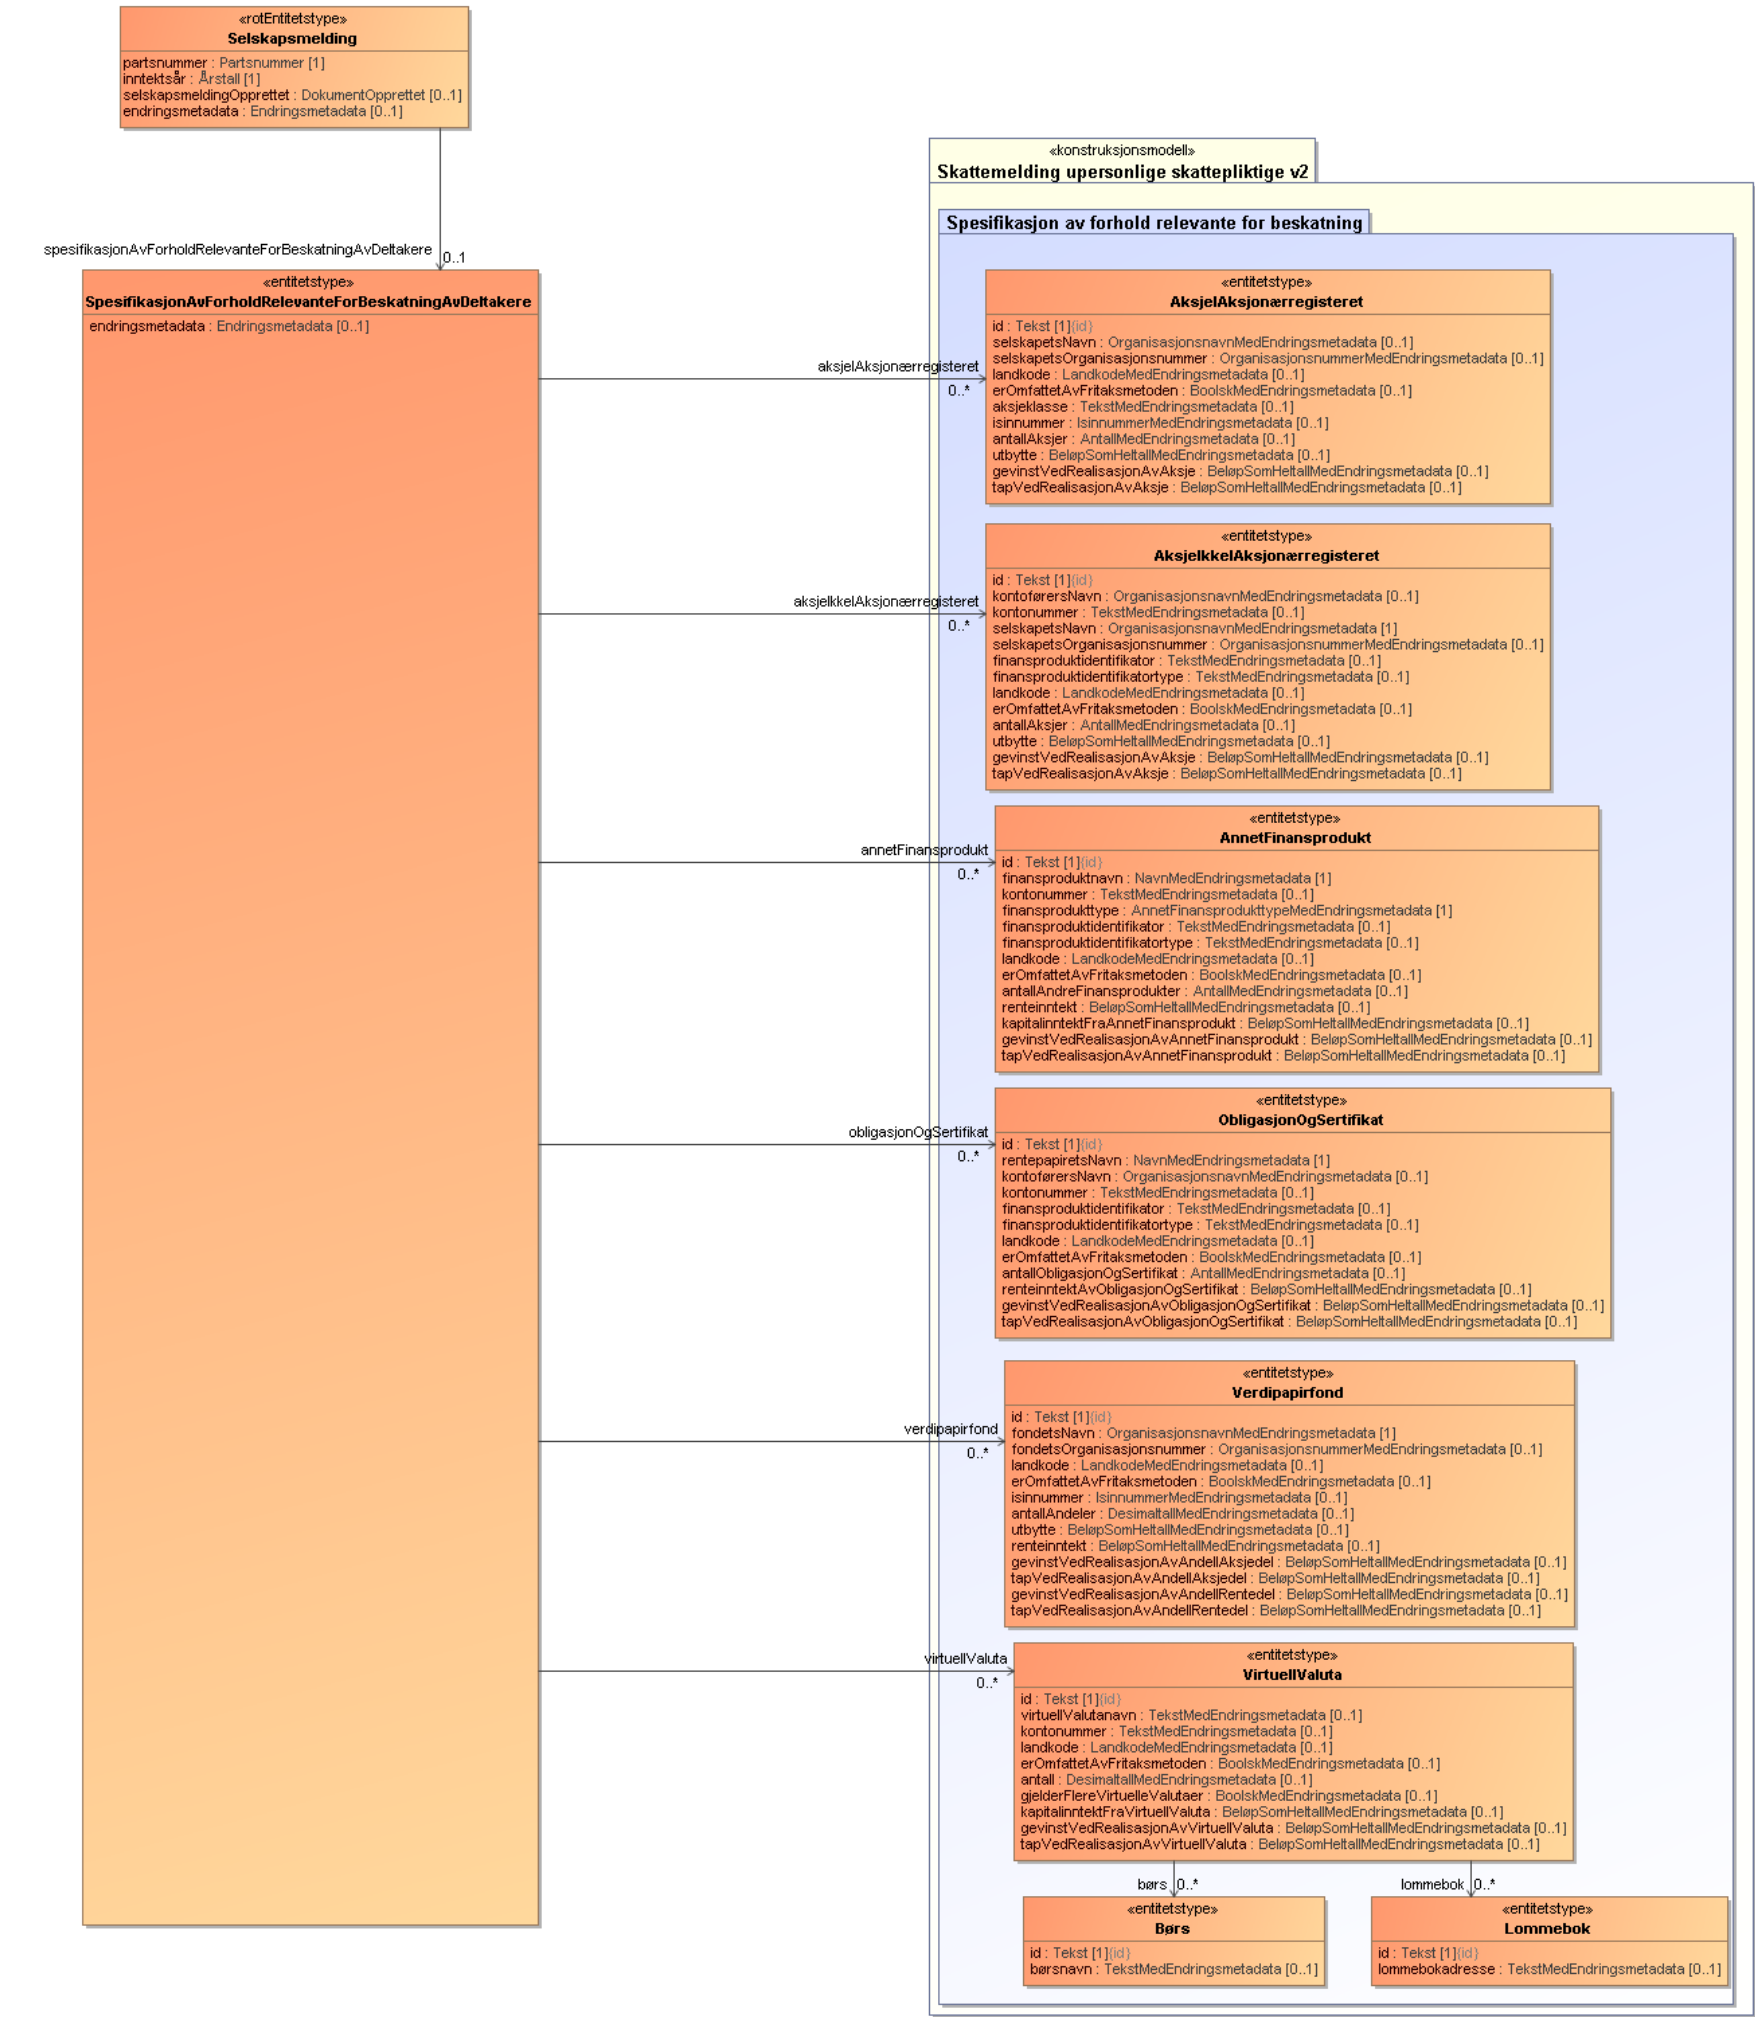 «rotEntitetstype»
Selskapsmelding
partsnummer : Partsnummer [1]
inntektsår : Årstall [1]
selskapsmeldingOpprettet : DokumentOpprettet [0..1]
endringsmetadata : Endringsmetadata [0..1]
spesifikasjonAvForholdRelevanteForBeskatningAvDeltakere
0..1
«entitetstype»
SpesifikasjonAvForholdRelevanteForBeskatningAvDeltakere
endringsmetadata : Endringsmetadata [0..1]
«konstruksjonsmodell»
Skattemelding upersonlige skattepliktige v2
Spesifikasjon av forhold relevante for beskatning
aksjeIAksjonærregisteret
0..*
«entitetstype»
AksjeIAksjonærregisteret
id : Tekst [1]{id}
selskapetsNavn : OrganisasjonsnavnMedEndringsmetadata [0..1]
selskapetsOrganisasjonsnummer : OrganisasjonsnummerMedEndringsmetadata [0..1]
landkode : LandkodeMedEndringsmetadata [0..1]
erOmfattetAvFritaksmetoden : BoolskMedEndringsmetadata [0..1]
aksjeklasse : TekstMedEndringsmetadata [0..1]
isinnummer : IsinnummerMedEndringsmetadata [0..1]
antallAksjer : AntallMedEndringsmetadata [0..1]
utbytte : BeløpSomHeltallMedEndringsmetadata [0..1]
gevinstVedRealisasjonAvAksje : BeløpSomHeltallMedEndringsmetadata [0..1]
tapVedRealisasjonAvAksje : BeløpSomHeltallMedEndringsmetadata [0..1]
aksjeIkkeIAksjonærregisteret
0..*
«entitetstype»
AksjeIkkeIAksjonærregisteret
id : Tekst [1]{id}
kontoførersNavn : OrganisasjonsnavnMedEndringsmetadata [0..1]
kontonummer : TekstMedEndringsmetadata [0..1]
selskapetsNavn : OrganisasjonsnavnMedEndringsmetadata [1]
selskapetsOrganisasjonsnummer : OrganisasjonsnummerMedEndringsmetadata [0..1]
finansproduktidentifikator : TekstMedEndringsmetadata [0..1]
finansproduktidentifikatortype : TekstMedEndringsmetadata [0..1]
landkode : LandkodeMedEndringsmetadata [0..1]
erOmfattetAvFritaksmetoden : BoolskMedEndringsmetadata [0..1]
antallAksjer : AntallMedEndringsmetadata [0..1]
utbytte : BeløpSomHeltallMedEndringsmetadata [0..1]
gevinstVedRealisasjonAvAksje : BeløpSomHeltallMedEndringsmetadata [0..1]
tapVedRealisasjonAvAksje : BeløpSomHeltallMedEndringsmetadata [0..1]
annetFinansprodukt
0..*
«entitetstype»
AnnetFinansprodukt
id : Tekst [1]{id}
finansproduktnavn : NavnMedEndringsmetadata [1]
kontonummer : TekstMedEndringsmetadata [0..1]
finansprodukttype : AnnetFinansprodukttypeMedEndringsmetadata [1]
finansproduktidentifikator : TekstMedEndringsmetadata [0..1]
finansproduktidentifikatortype : TekstMedEndringsmetadata [0..1]
landkode : LandkodeMedEndringsmetadata [0..1]
erOmfattetAvFritaksmetoden : BoolskMedEndringsmetadata [0..1]
antallAndreFinansprodukter : AntallMedEndringsmetadata [0..1]
renteinntekt : BeløpSomHeltallMedEndringsmetadata [0..1]
kapitalinntektFraAnnetFinansprodukt : BeløpSomHeltallMedEndringsmetadata [0..1]
gevinstVedRealisasjonAvAnnetFinansprodukt : BeløpSomHeltallMedEndringsmetadata [0..1]
tapVedRealisasjonAvAnnetFinansprodukt : BeløpSomHeltallMedEndringsmetadata [0..1]
obligasjonOgSertifikat
0..*
«entitetstype»
ObligasjonOgSertifikat
id : Tekst [1]{id}
rentepapiretsNavn : NavnMedEndringsmetadata [1]
kontoførersNavn : OrganisasjonsnavnMedEndringsmetadata [0..1]
kontonummer : TekstMedEndringsmetadata [0..1]
finansproduktidentifikator : TekstMedEndringsmetadata [0..1]
finansproduktidentifikatortype : TekstMedEndringsmetadata [0..1]
landkode : LandkodeMedEndringsmetadata [0..1]
erOmfattetAvFritaksmetoden : BoolskMedEndringsmetadata [0..1]
antallObligasjonOgSertifikat : AntallMedEndringsmetadata [0..1]
renteinntektAvObligasjonOgSertifikat : BeløpSomHeltallMedEndringsmetadata [0..1]
gevinstVedRealisasjonAvObligasjonOgSertifikat : BeløpSomHeltallMedEndringsmetadata [0..1]
tapVedRealisasjonAvObligasjonOgSertifikat : BeløpSomHeltallMedEndringsmetadata [0..1]
verdipapirfond
0..*
«entitetstype»
Verdipapirfond
id : Tekst [1]{id}
fondetsNavn : OrganisasjonsnavnMedEndringsmetadata [1]
fondetsOrganisasjonsnummer : OrganisasjonsnummerMedEndringsmetadata [0..1]
landkode : LandkodeMedEndringsmetadata [0..1]
erOmfattetAvFritaksmetoden : BoolskMedEndringsmetadata [0..1]
isinnummer : IsinnummerMedEndringsmetadata [0..1]
antallAndeler : DesimaltallMedEndringsmetadata [0..1]
utbytte : BeløpSomHeltallMedEndringsmetadata [0..1]
renteinntekt : BeløpSomHeltallMedEndringsmetadata [0..1]
gevinstVedRealisasjonAvAndelIAksjedel : BeløpSomHeltallMedEndringsmetadata [0..1]
tapVedRealisasjonAvAndelIAksjedel : BeløpSomHeltallMedEndringsmetadata [0..1]
gevinstVedRealisasjonAvAndelIRentedel : BeløpSomHeltallMedEndringsmetadata [0..1]
tapVedRealisasjonAvAndelIRentedel : BeløpSomHeltallMedEndringsmetadata [0..1]
virtuellValuta
0..*
«entitetstype»
VirtuellValuta
id : Tekst [1]{id}
virtuellValutanavn : TekstMedEndringsmetadata [0..1]
kontonummer : TekstMedEndringsmetadata [0..1]
landkode : LandkodeMedEndringsmetadata [0..1]
erOmfattetAvFritaksmetoden : BoolskMedEndringsmetadata [0..1]
antall : DesimaltallMedEndringsmetadata [0..1]
gjelderFlereVirtuelleValutaer : BoolskMedEndringsmetadata [0..1]
kapitalinntektFraVirtuellValuta : BeløpSomHeltallMedEndringsmetadata [0..1]
gevinstVedRealisasjonAvVirtuellValuta : BeløpSomHeltallMedEndringsmetadata [0..1]
tapVedRealisasjonAvVirtuellValuta : BeløpSomHeltallMedEndringsmetadata [0..1]
børs 0..*
«entitetstype»
Børs
id : Tekst [1]{id}
børsnavn : TekstMedEndringsmetadata [0..1]
lommebok 0..*
«entitetstype»
Lommebok
id : Tekst [1]{id}
lommebokadresse : TekstMedEndringsmetadata [0..1]